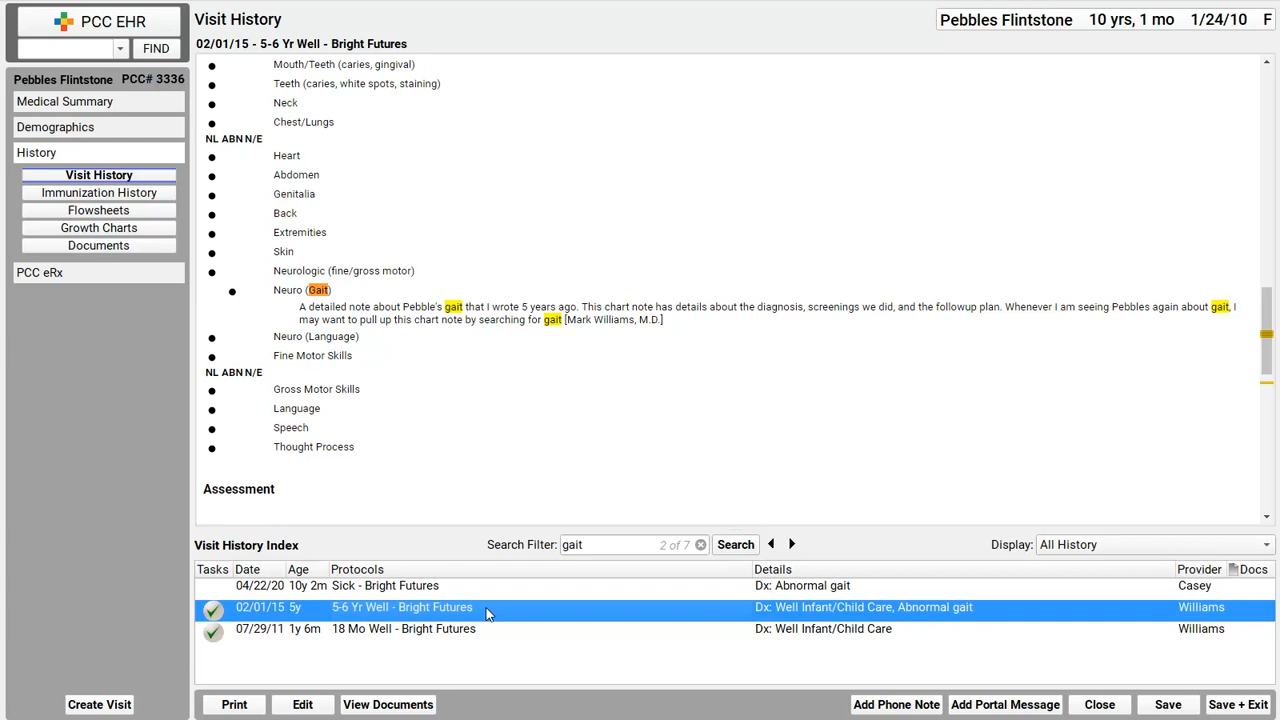 PCC EHR
FIND
Pebbles Flintstone PCC# 3336
Medical Summary
Demographics
History
Visit History
Immunization History
Flowsheets
Growth Charts
Documents
PCC eRx
Create Visit
Visit History
Pebbles Flintstone 10 yrs, 1 mo 1/24/10 F
02/01/15 - 5-6 Yr Well - Bright Futures
Mouth/Teeth (caries, gingival)
Teeth (caries, white spots, staining)
Neck
Chest/Lungs
NL ABN N/E
Heart
Abdomen
Genitalia
Back
Extremities
Skin
Neurologic (fine/gross motor)
Neuro (Gait)
A detailed note about Pebble's gait that I wrote 5 years ago. This chart note has details about the diagnosis, screenings we did, and the followup plan. Whenever I am seeing Pebbles again about gait, I
may want to pull up this chart note by searching for gait [Mark Williams, M.D.]
Neuro (Language)
Fine Motor Skills
NL ABN N/E
Gross Motor Skills
Language
Speech
Thought Process
Assessment
Visit History Index Search Filter: gait 2 of 7 Search Display: All History
Tasks Date Age Protocols Details Provider Docs
04/22/20 10y 2m Sick - Bright Futures Dx: Abnormal gait Casey
02/01/15 5y 5-6 Yr Well - Bright Futures Dx: Well Infant/Child Care, Abnormal gait Williams
07/29/11 1y 6m 18 Mo Well - Bright Futures Dx: Well Infant/Child Care Williams
Print Edit View Documents Add Phone Note Add Portal Message Close Save Save + Exit